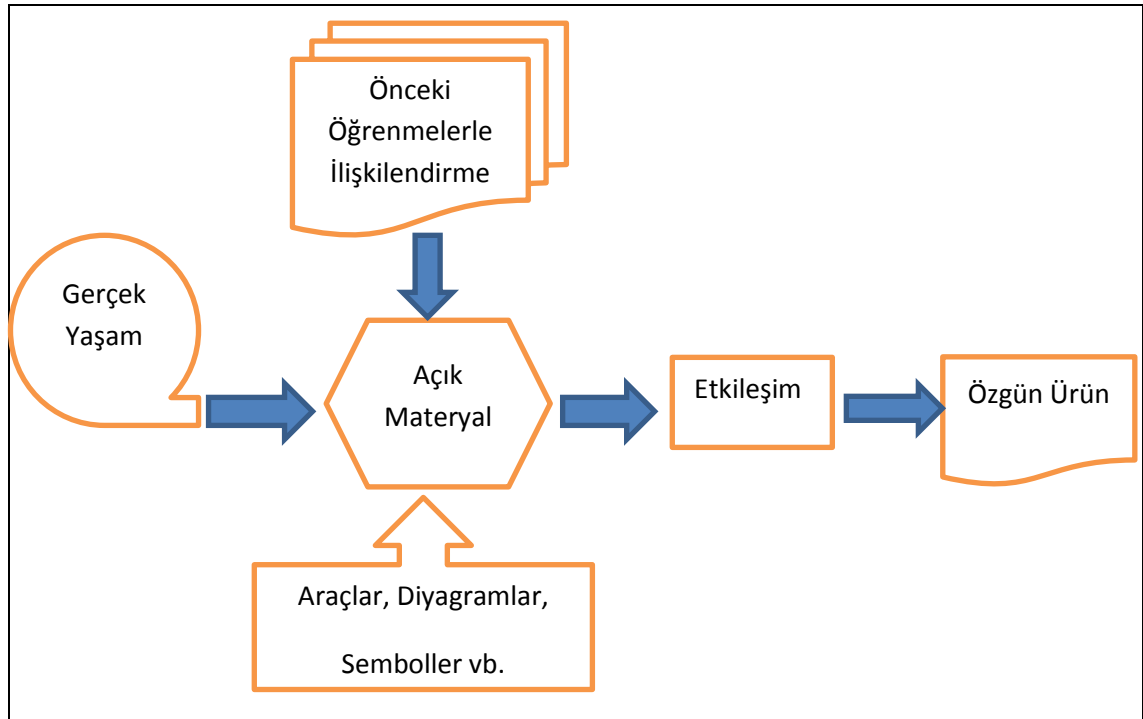 Önceki
Öğrenmelerle
İlişkilendirme
Gerçek
Yaşam
Açık
Materyal
Etkileşim
Özgün Ürün
Araçlar, Diyagramlar,
Semboller vb.